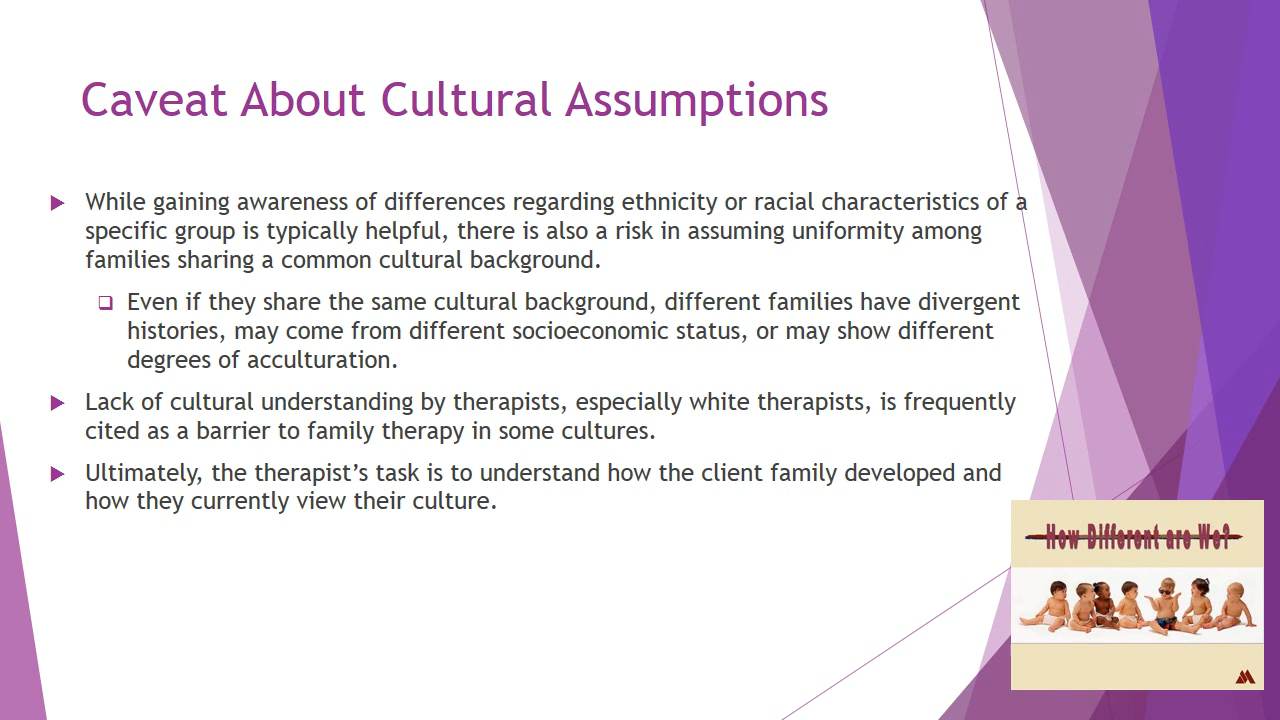 Caveat About Cultural Assumptions
While gaining awareness of differences regarding ethnicity or racial characteristics of a
specific group is typically helpful, there is also a risk in assuming uniformity among
families sharing a common cultural background.
Even if they share the same cultural background, different families have divergent
histories, may come from different socioeconomic status, or may show different
degrees of acculturation.
Lack of cultural understanding by therapists, especially white therapists, is frequently
cited as a barrier to family therapy in some cultures.
Ultimately, the therapist’s task is to understand how the client family developed and
how they currently view their culture.
How Different are We?